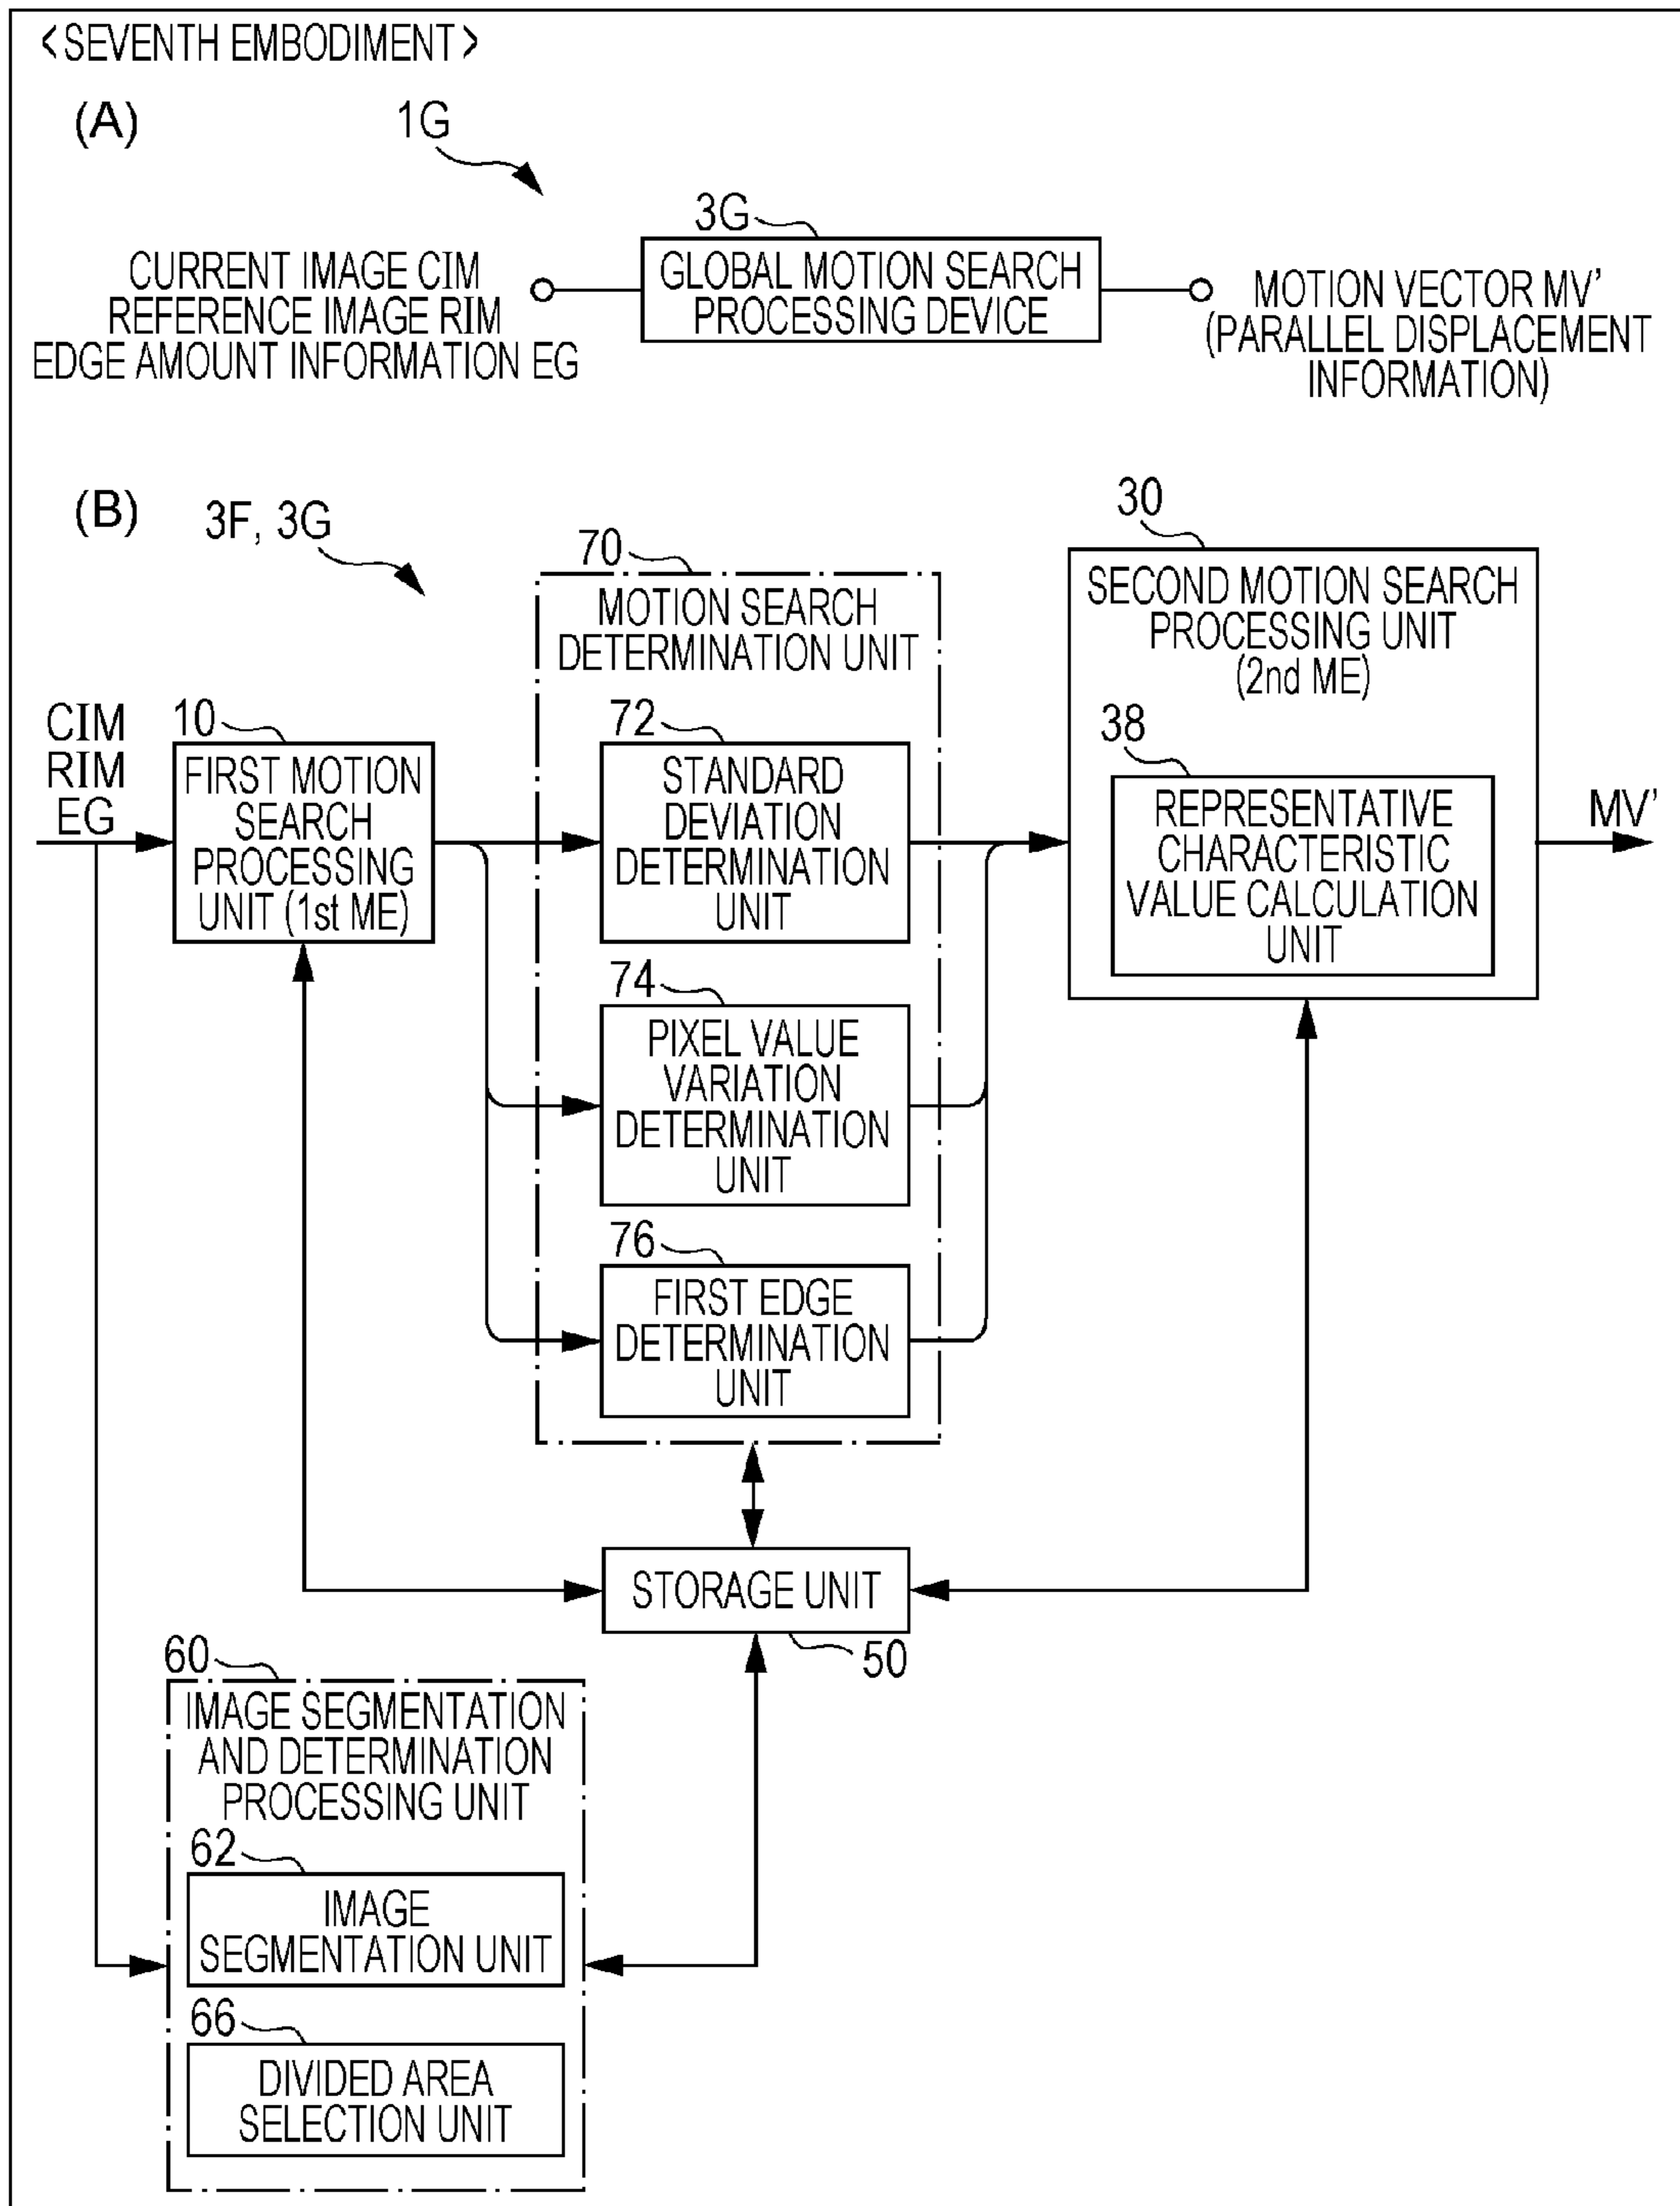 <SEVENTH EMBODIMENT>
(A)
1G
3G
CURRENT IMAGE CIM
REFERENCE IMAGE RIM
EDGE AMOUNT INFORMATION EG
GLOBAL MOTION SEARCH
PROCESSING DEVICE
MOTION VECTOR MV'
(PARALLEL DISPLACEMENT
INFORMATION)
(B)
3F, 3G
70
MOTION SEARCH
DETERMINATION UNIT
30
SECOND MOTION SEARCH
PROCESSING UNIT
(2nd ME)
CIM
RIM
EG
10
FIRST MOTION
SEARCH
PROCESSING
UNIT (1st ME)
72
STANDARD
DEVIATION
DETERMINATION
UNIT
38
REPRESENTATIVE
CHARACTERISTIC
VALUE CALCULATION
UNIT
MV'
74
PIXEL VALUE
VARIATION
DETERMINATION
UNIT
76
FIRST EDGE
DETERMINATION
UNIT
STORAGE UNIT
50
60
IMAGE SEGMENTATION
AND DETERMINATION
PROCESSING UNIT
62
IMAGE
SEGMENTATION UNIT
66
DIVIDED AREA
SELECTION UNIT